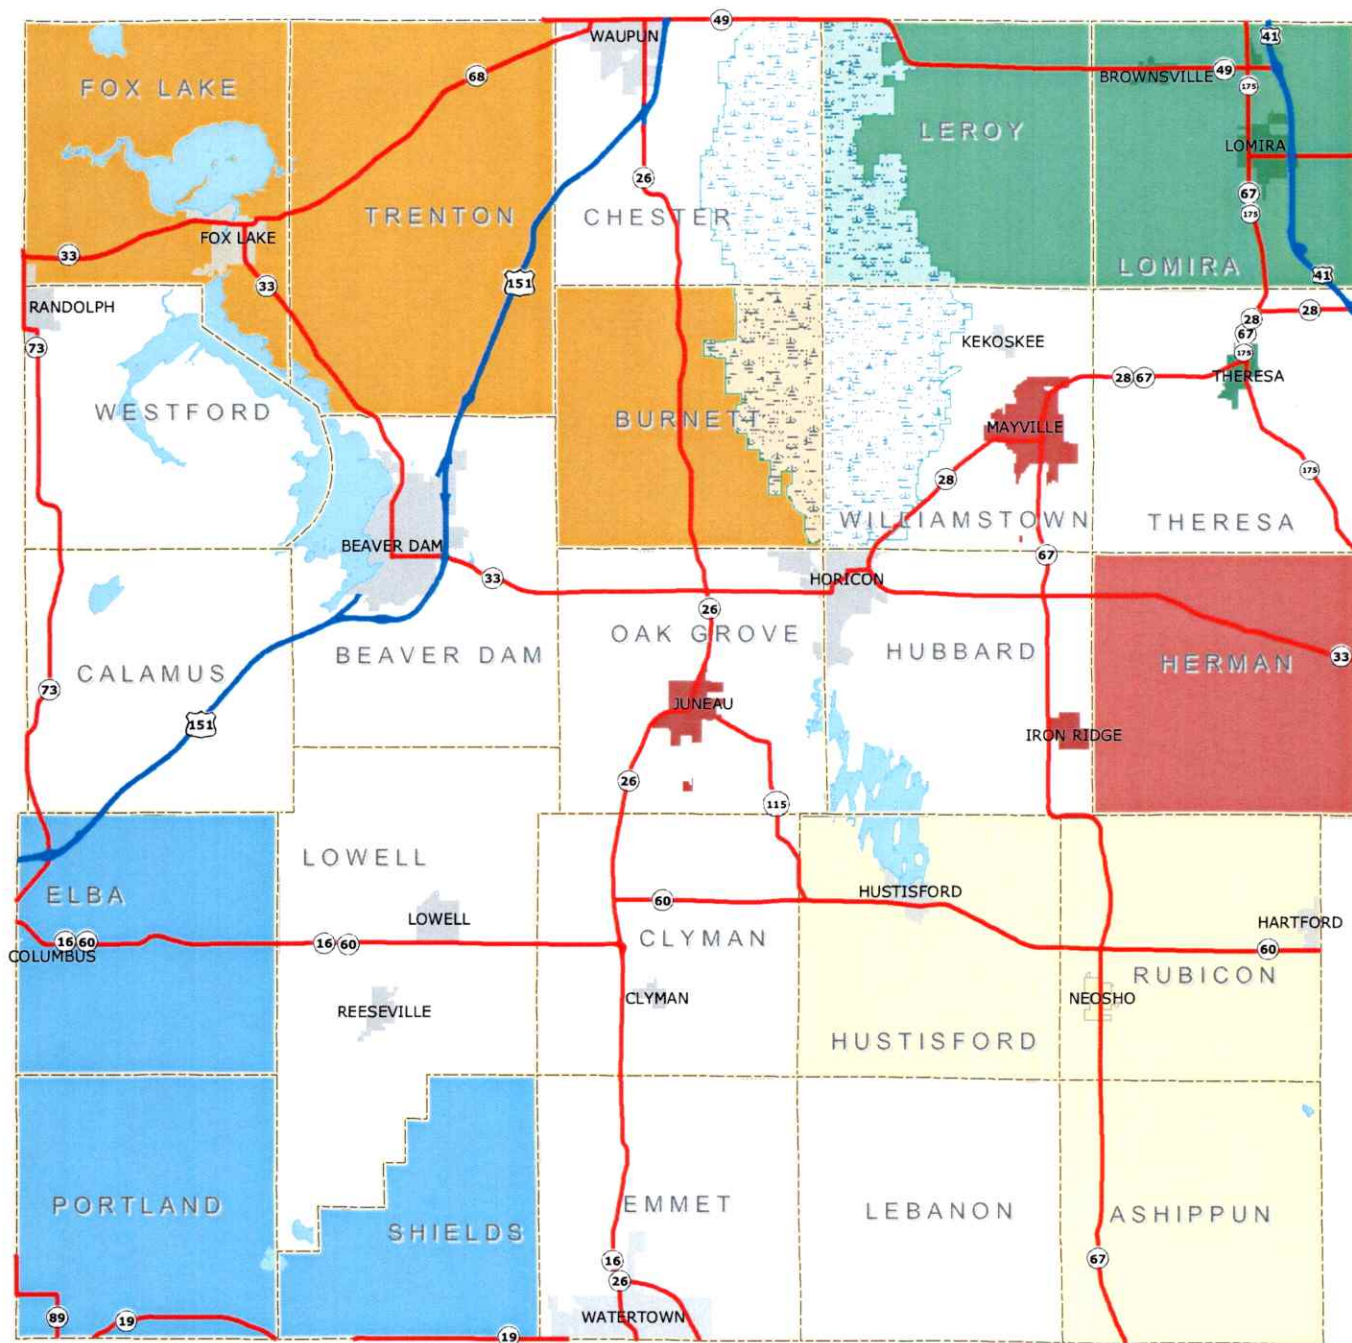 49
WAUPUN
41
68
FOX LAKE
BROWNSVILLE
49
175
LEROY
LOMIRA
26
67
175
TRENTON
CHESTER
FOX LAKE
33
LOMIRA
41
33
151
RANDOLPH
28
28
67
KEKOSKEE
73
175
28 67
THERESA
WESTFORD
BURNETT
MAYVILLE
175
28
WILLIAMSTOWN
THERESA
BEAVER DAM
67
33
HORICON
26
OAK GROVE
BEAVER DAM
HUBBARD
HERMAN
33
CALAMUS
73
JUNEAU
151
IRON RIDGE
26
115
LOWELL
ELBA
60
HUSTISFORD
LOWELL
HARTFORD
16 60
16 60
CLYMAN
60
COLUMBUS
RUBICON
CLYMAN
NEOSHO
REESEVILLE
HUSTISFORD
PORTLAND
EMMET
LEBANON
ASHIPPUN
SHIELDS
16
67
26
89
19
WATERTOWN
19